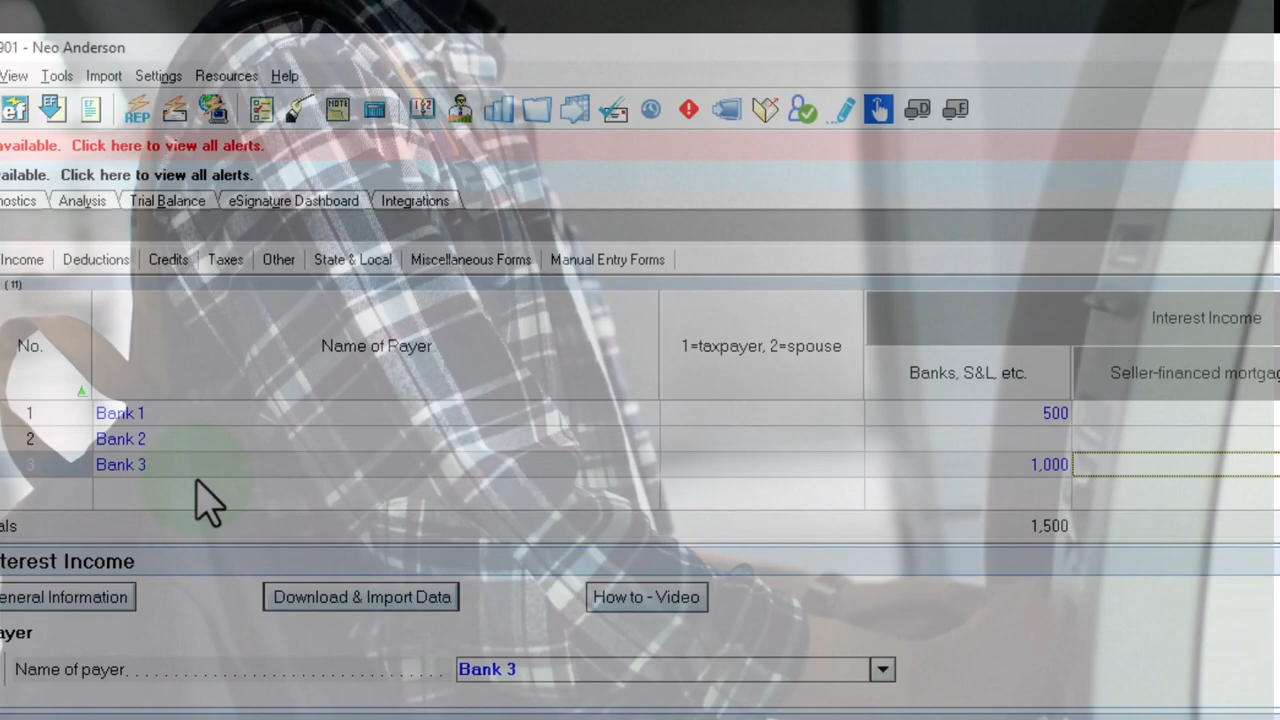 901 - Neo Anderson
View Tools Import Settings Resources Help
REP NOTE
available. Click here to view all alerts.
ailable. Click here to view all alerts.
nostics Analysis Trial Balance eSignature Dashboard Integrations
Income Deductions Credits Taxes Other State & Local Miscellaneous Forms Manual Entry Forms
(11)
Interest Income
No. Name of Payer 1=taxpayer, 2=spouse
Banks, S&L, etc. Seller-financed mortgag
1 Bank 1 500
2 Bank 2
3 Bank 3 1,000
als 1,500
terest Income
eneral Information Download & Import Data How to - Video
ayer
Name of payer. . . . . . . . . . . . . . . . . . . . . . . . . . . . . . . . Bank 3